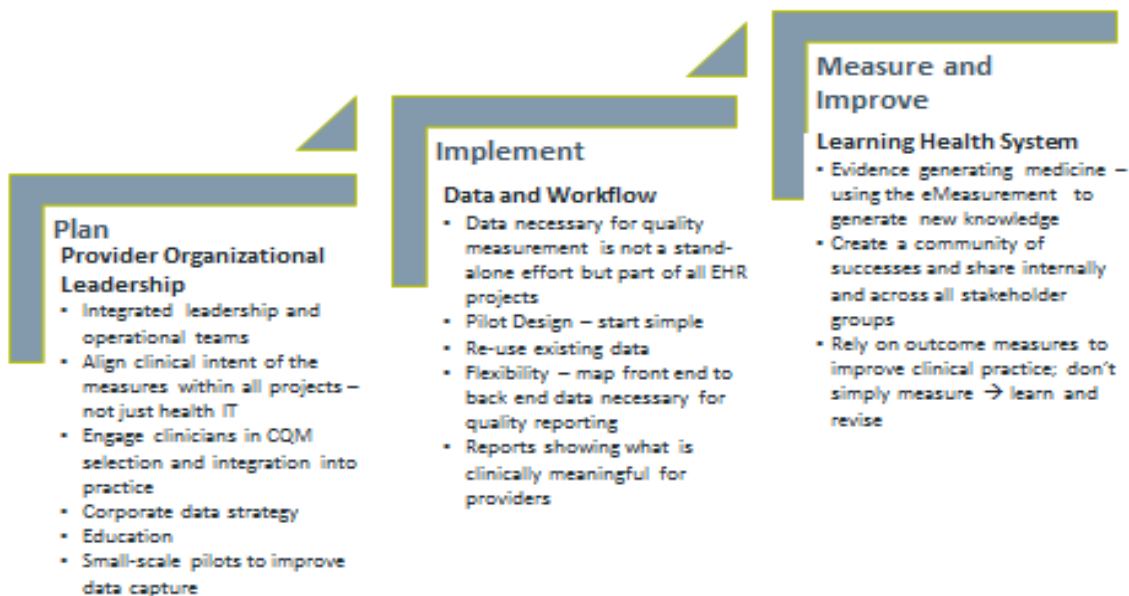 Plan
Provider Organizational
Leadership
• Integrated leadership and
operational teams
• Align clinical intent of the
measures within all projects –
not just health IT
• Engage clinicians in CQM
selection and integration into
practice
• Corporate data strategy
• Education
• Small-scale pilots to improve
data capture
Implement
Data and Workflow
• Data necessary for quality
measurement is not a stand-
alone effort but part of all EHR
projects
• Pilot Design – start simple
• Re-use existing data
• Flexibility – map front end to
back end data necessary for
quality reporting
• Reports showing what is
clinically meaningful for
providers
Measure and
Improve
Learning Health System
• Evidence generating medicine –
using the eMeasurement to
generate new knowledge
• Create a community of
successes and share internally
and across all stakeholder
groups
• Rely on outcome measures to
improve clinical practice; don't
simply measure → learn and
revise